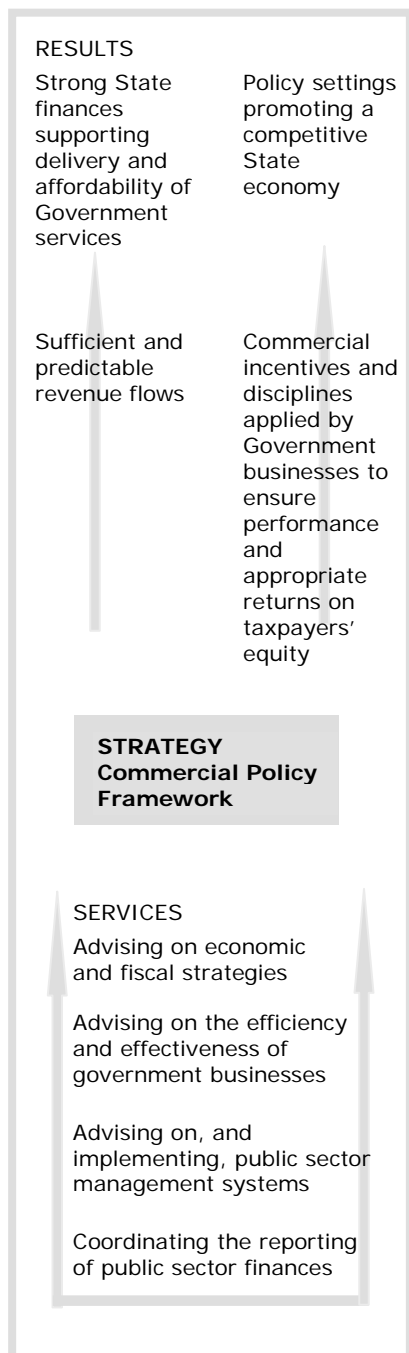 RESULTS
Strong State
finances
supporting
delivery and
affordability of
Government
services
Policy settings
promoting a
competitive
State
economy
Sufficient and
predictable
revenue flows
Commercial
incentives and
disciplines
applied by
Government
businesses to
ensure
performance
and
appropriate
returns on
taxpayers'
equity
STRATEGY
Commercial Policy
Framework
SERVICES
Advising on economic
and fiscal strategies
Advising on the efficiency
and effectiveness of
government businesses
Advising on, and
implementing, public sector
management systems
Coordinating the reporting
of public sector finances